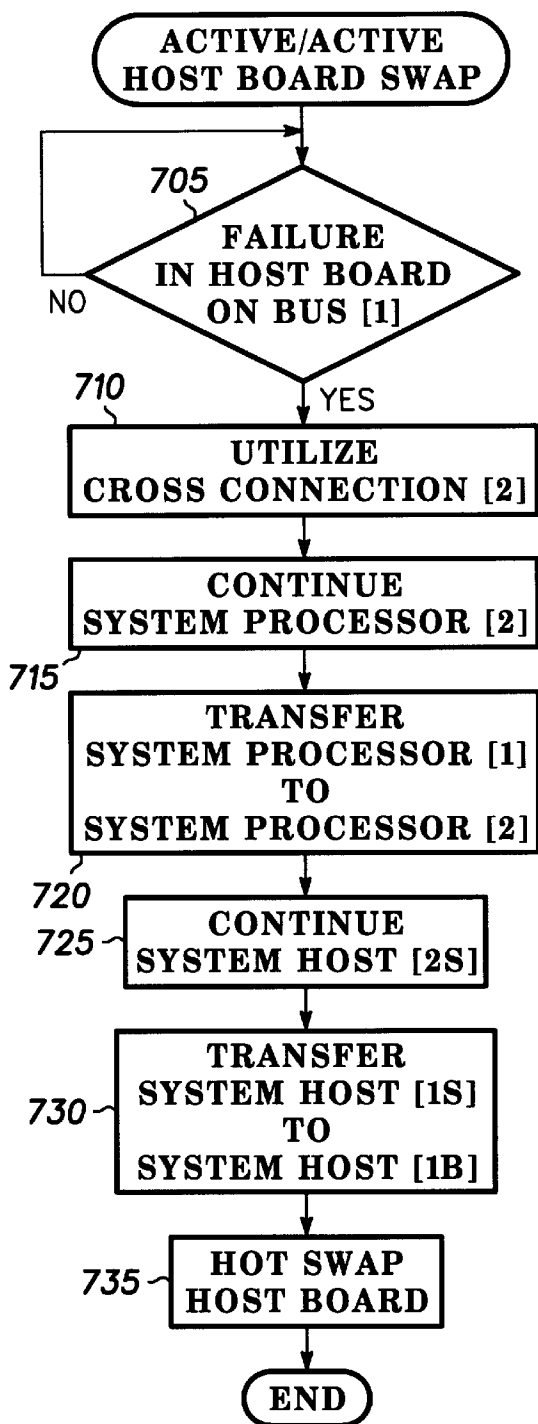 ACTIVE/ACTIVE
HOST BOARD SWAP
705
FAILURE
IN HOST BOARD
ON BUS [1]
NO
YES
710
UTILIZE
CROSS CONNECTION [2]
CONTINUE
SYSTEM PROCESSOR [2]
715
TRANSFER
SYSTEM PROCESSOR [1]
TO
SYSTEM PROCESSOR [2]
720
CONTINUE
725
SYSTEM HOST [2S]
TRANSFER
SYSTEM HOST [1S]
730
TO
SYSTEM HOST [1B]
HOT SWAP
735
HOST BOARD
END